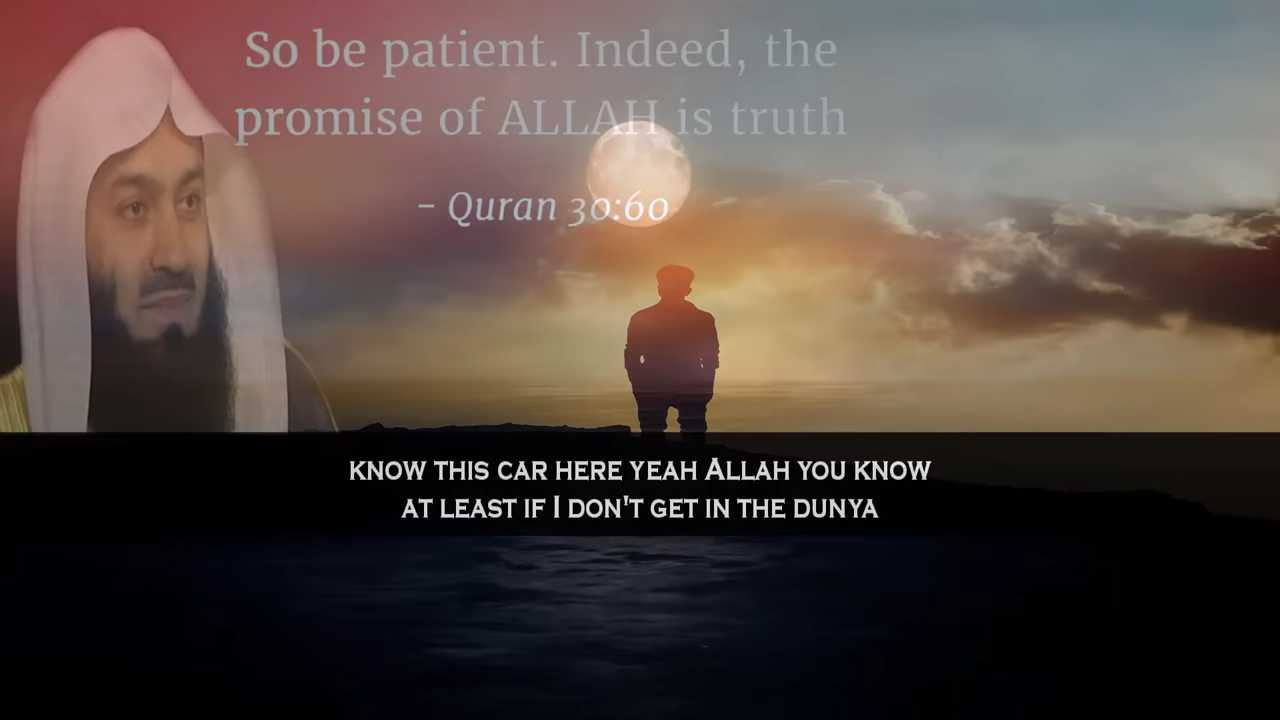 So be patient. Indeed, the
promise of ALLAH is truth
– Quran 30:60
KNOW THIS CAR HERE YEAH ALLAH YOU KNOW
AT LEAST IF I DON'T GET IN THE DUNYA